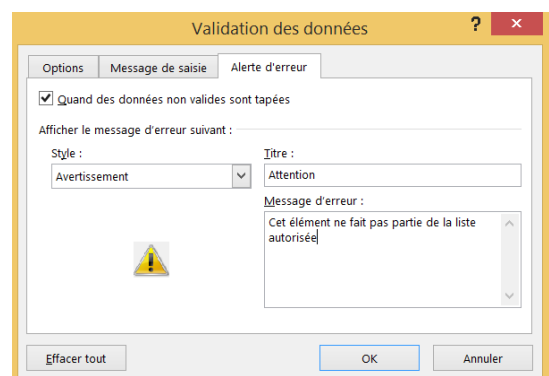 Validation des données
?
×
Options
Message de saisie
Alerte d'erreur
Quand des données non valides sont tapées
Afficher le message d'erreur suivant :
Style :
Titre :
Avertissement
Attention
Message d'erreur :
Cet élément ne fait pas partie de la liste
autorisée
Effacer tout
OK
Annuler